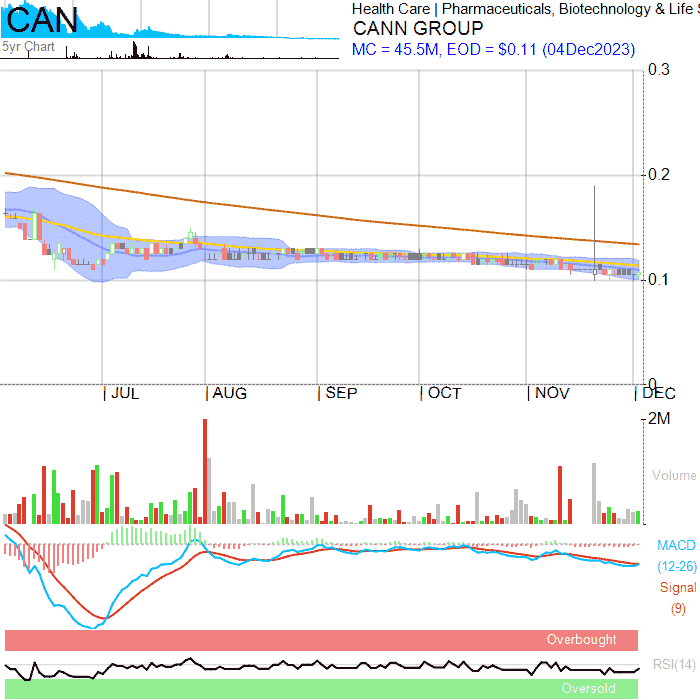 CAN
5yr Chart
Health Care | Pharmaceuticals, Biotechnology & Life S
CANN GROUP
MC = 45.5M, EOD = $0.11 (04Dec2023)
0.3
0.2
0.1
0
JUL AUG SEP OCT NOV DEC
2M
Volume
MACD
(12-26)
Signal
(9)
Overbought
RSI(14)
Oversold